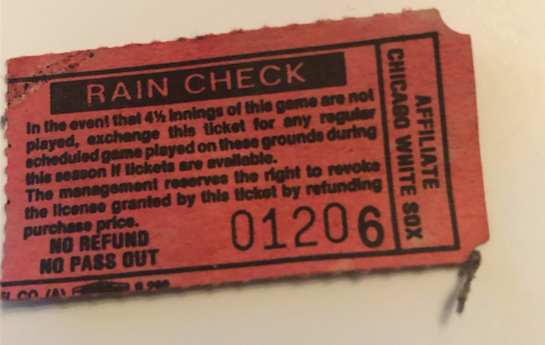 RAIN CHECK
In the event that 4½ innings of this game are not
played, exchange this ticket for any regular
scheduled game played on these grounds during
this season if tickets are available.
The management reserves the right to revoke
the license granted by this ticket by refunding
purchase price.
NO REFUND
NO PASS OUT
01206
CO. (A)
AFFILIATE
CHICAGO WHITE SOX